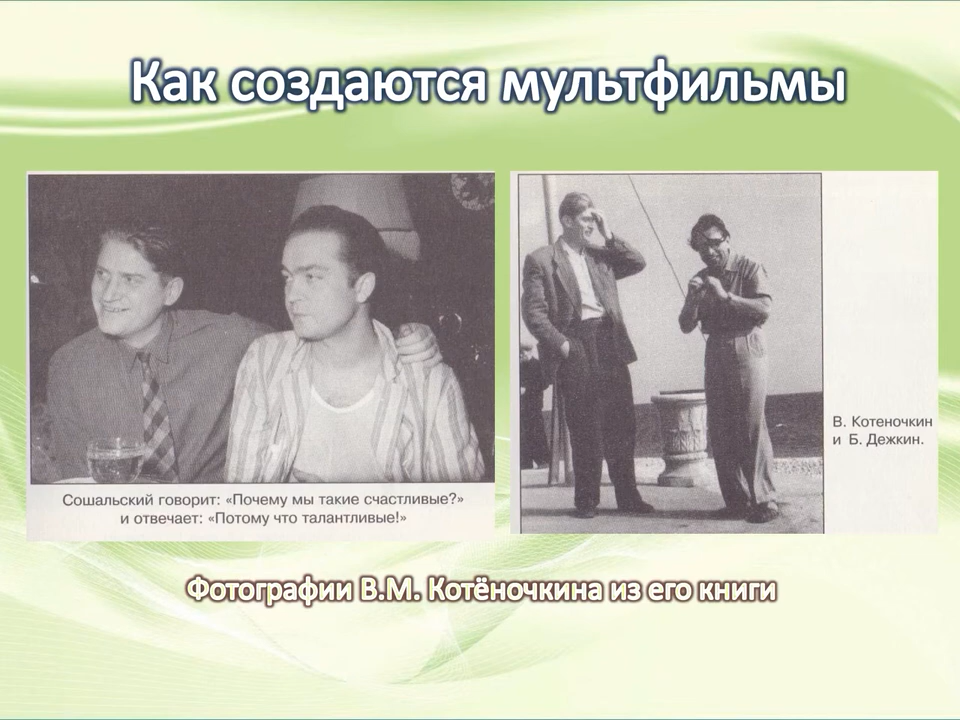 Как создаются мультфильмы
Сошальский говорит: «Почему мы такие счастливые?»
и отвечает: «Потому что талантливые!»
В. Котеночкин
и Б. Дежкин.
Фотографии В.М. Котёночкина из его книги